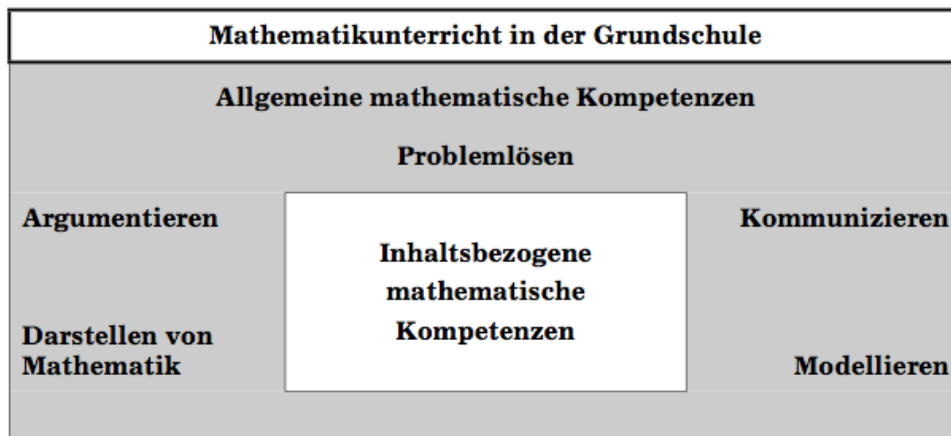 Mathematikunterricht in der Grundschule
Allgemeine mathematische Kompetenzen
Problemlösen
Argumentieren
Kommunizieren
Inhaltsbezogene
mathematische
Kompetenzen
Darstellen von
Mathematik
Modellieren